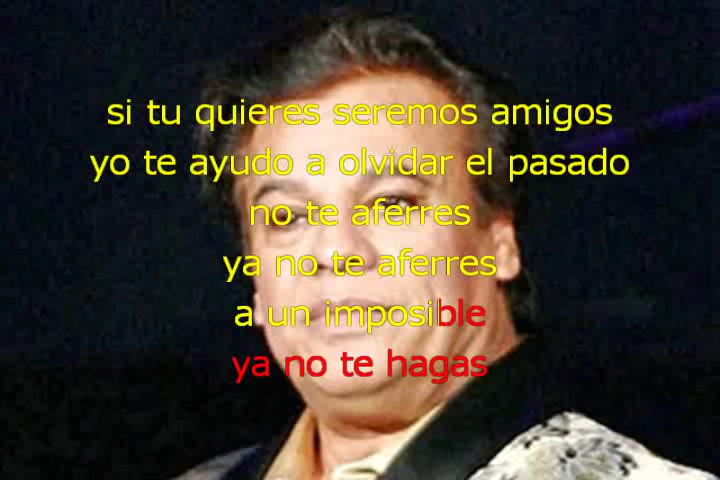 si tu quieres seremos amigos
yo te ayudo a olvidar el pasado
no te aferres
ya no te aferres
a un imposible
ya no te hagas